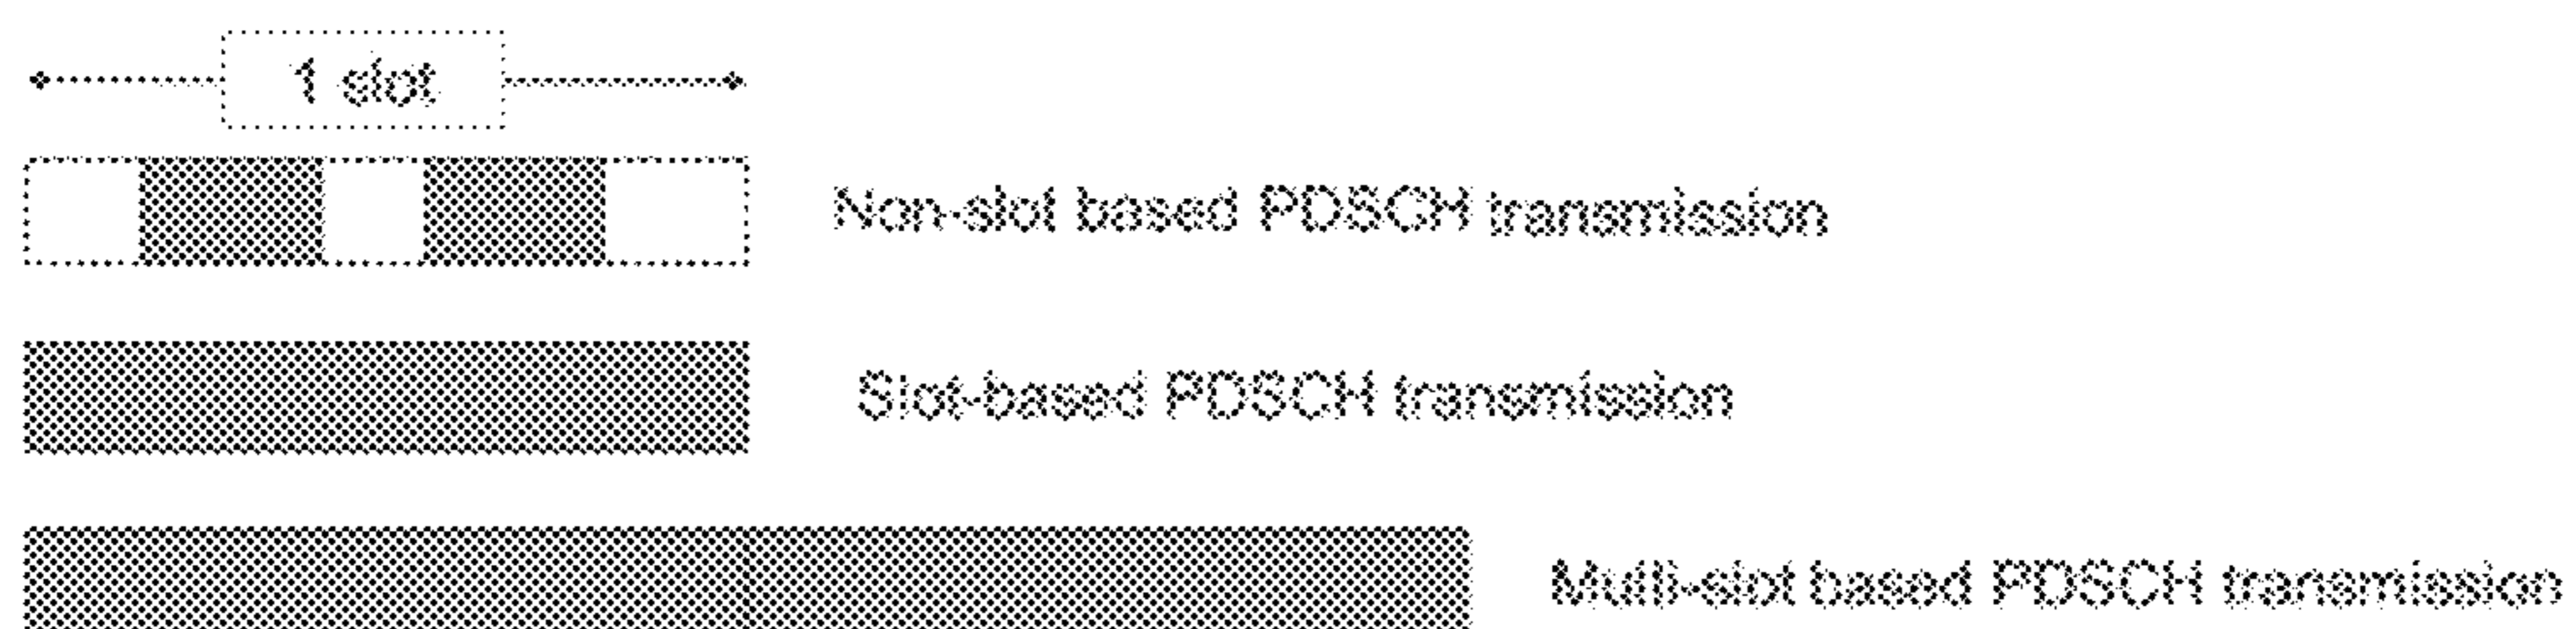 1 slot
Non-slot based PDSCH transmission
Slot-based PDSCH transmission
Multi-slot based PDSCH transmission